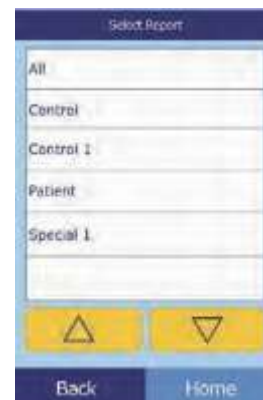 Select Report
All
Control
Control 1
Patient
Special 1
Back Home